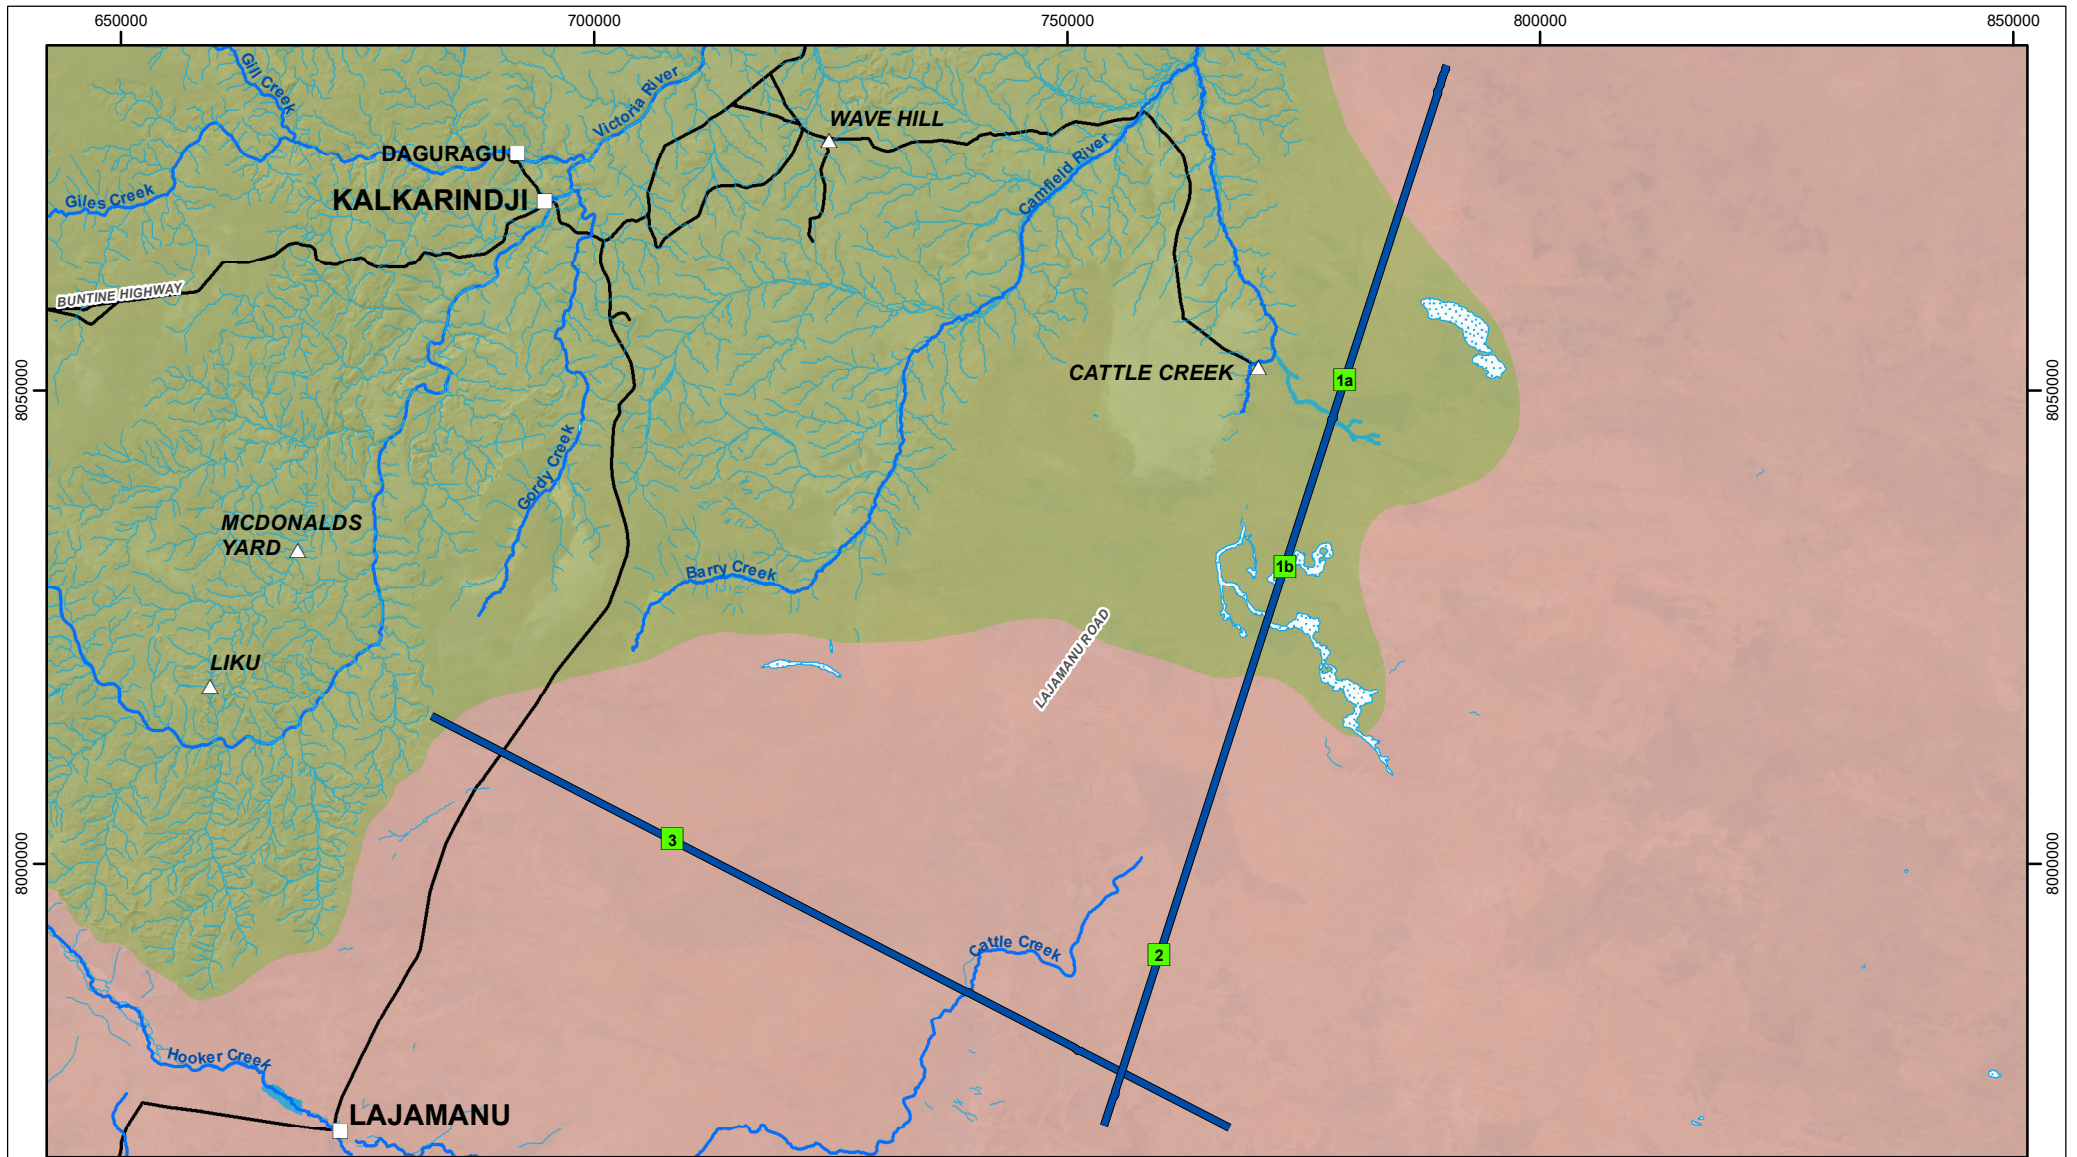 650000
700000
750000
800000
850000
Gill Creek
Victoria River
WAVE HILL
DAGURAGU
Camfield River
Giles Creek
KALKARINDJI
BUNTINE HIGHWAY
CATTLE CREEK
1a
8050000
8050000
Gordy Creek
MCDONALDS
YARD
Barry Creek
1b
LAJAMANU ROAD
LIKU
3
8000000
8000000
Cattle Creek
2
Hooker Creek
LAJAMANU